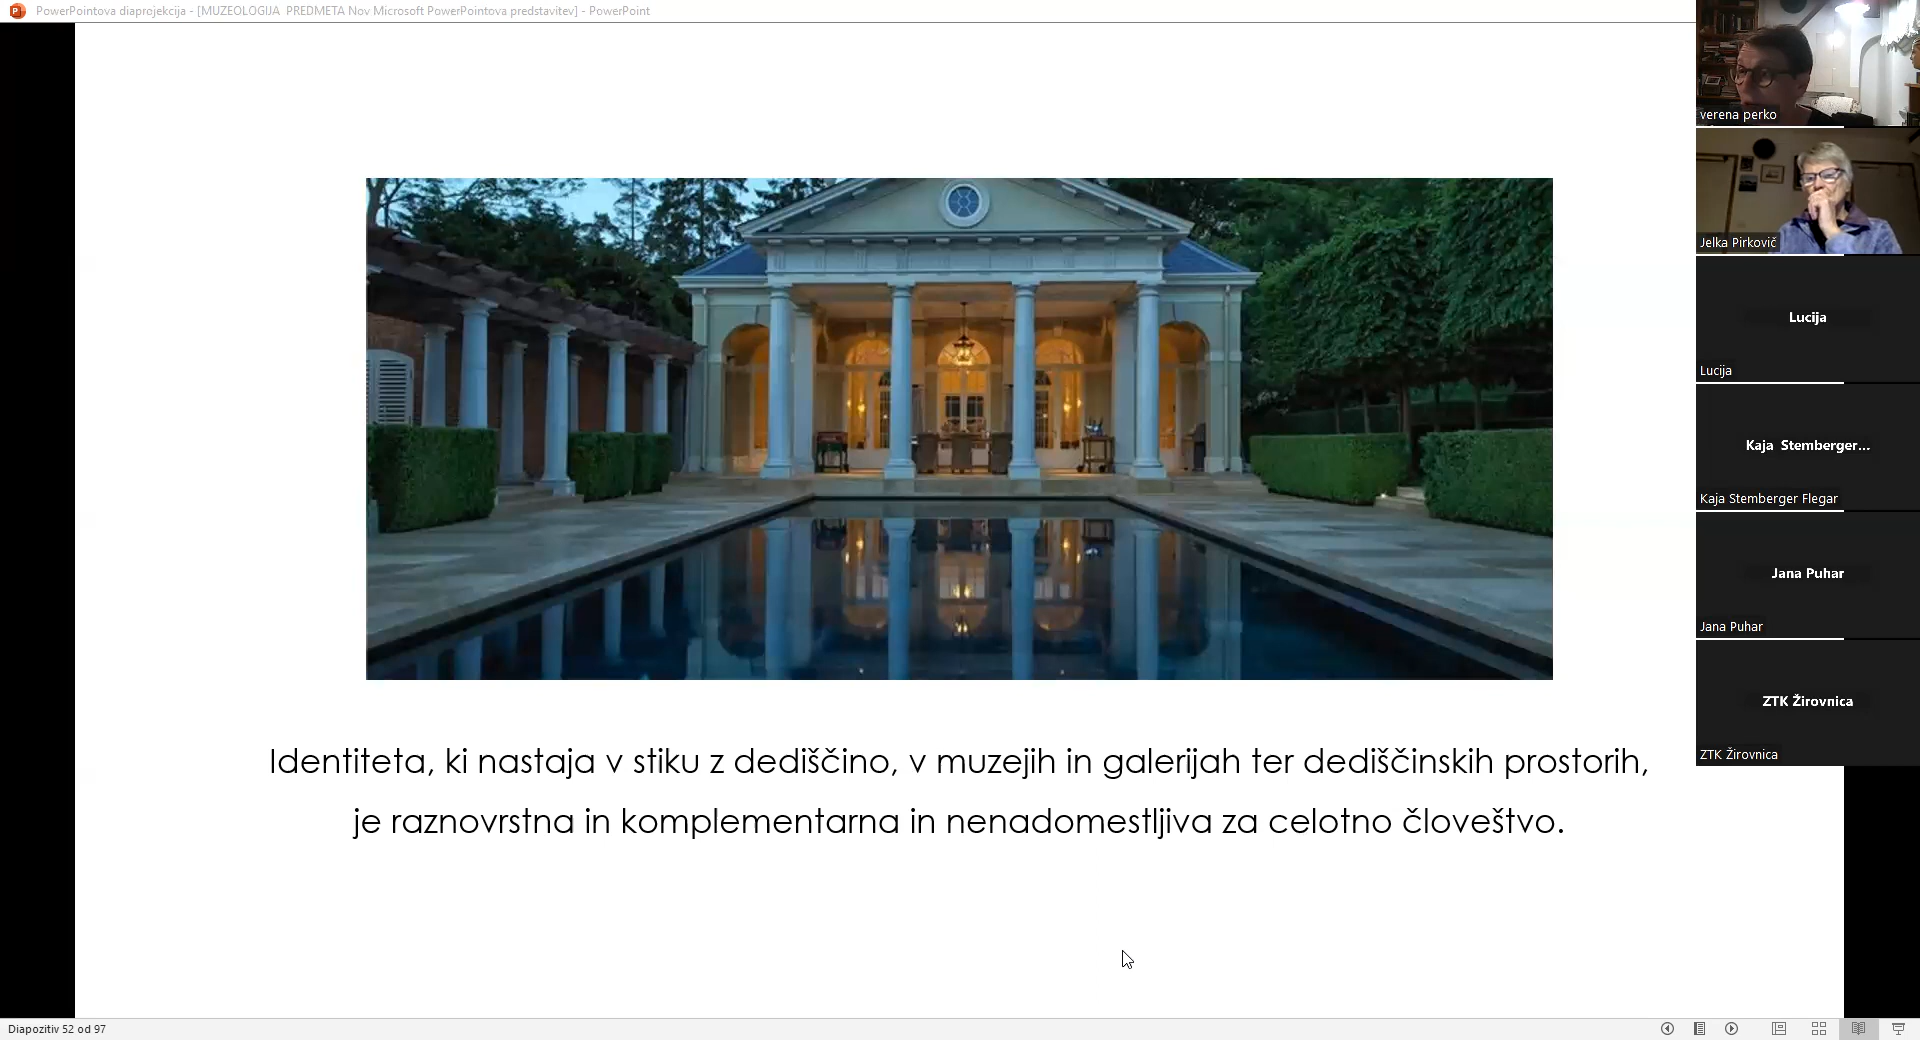 PowerPointova diaprojekcija - [MUZEOLOGIJA  PREDMETA Nov Microsoft PowerPointova predstavitev] - PowerPoint
verena perko
Jelka Pirkovič
Lucija
Lucija
Kaja  Stemberger...
Kaja Stemberger Flegar
Jana Puhar
Jana Puhar
ZTK Žirovnica
ZTK Žirovnica
Identiteta, ki nastaja v stiku z dediščino, v muzejih in galerijah ter dediščinskih prostorih,
je raznovrstna in komplementarna in nenadomestljiva za celotno človeštvo.
Diapozitiv 52 od 97